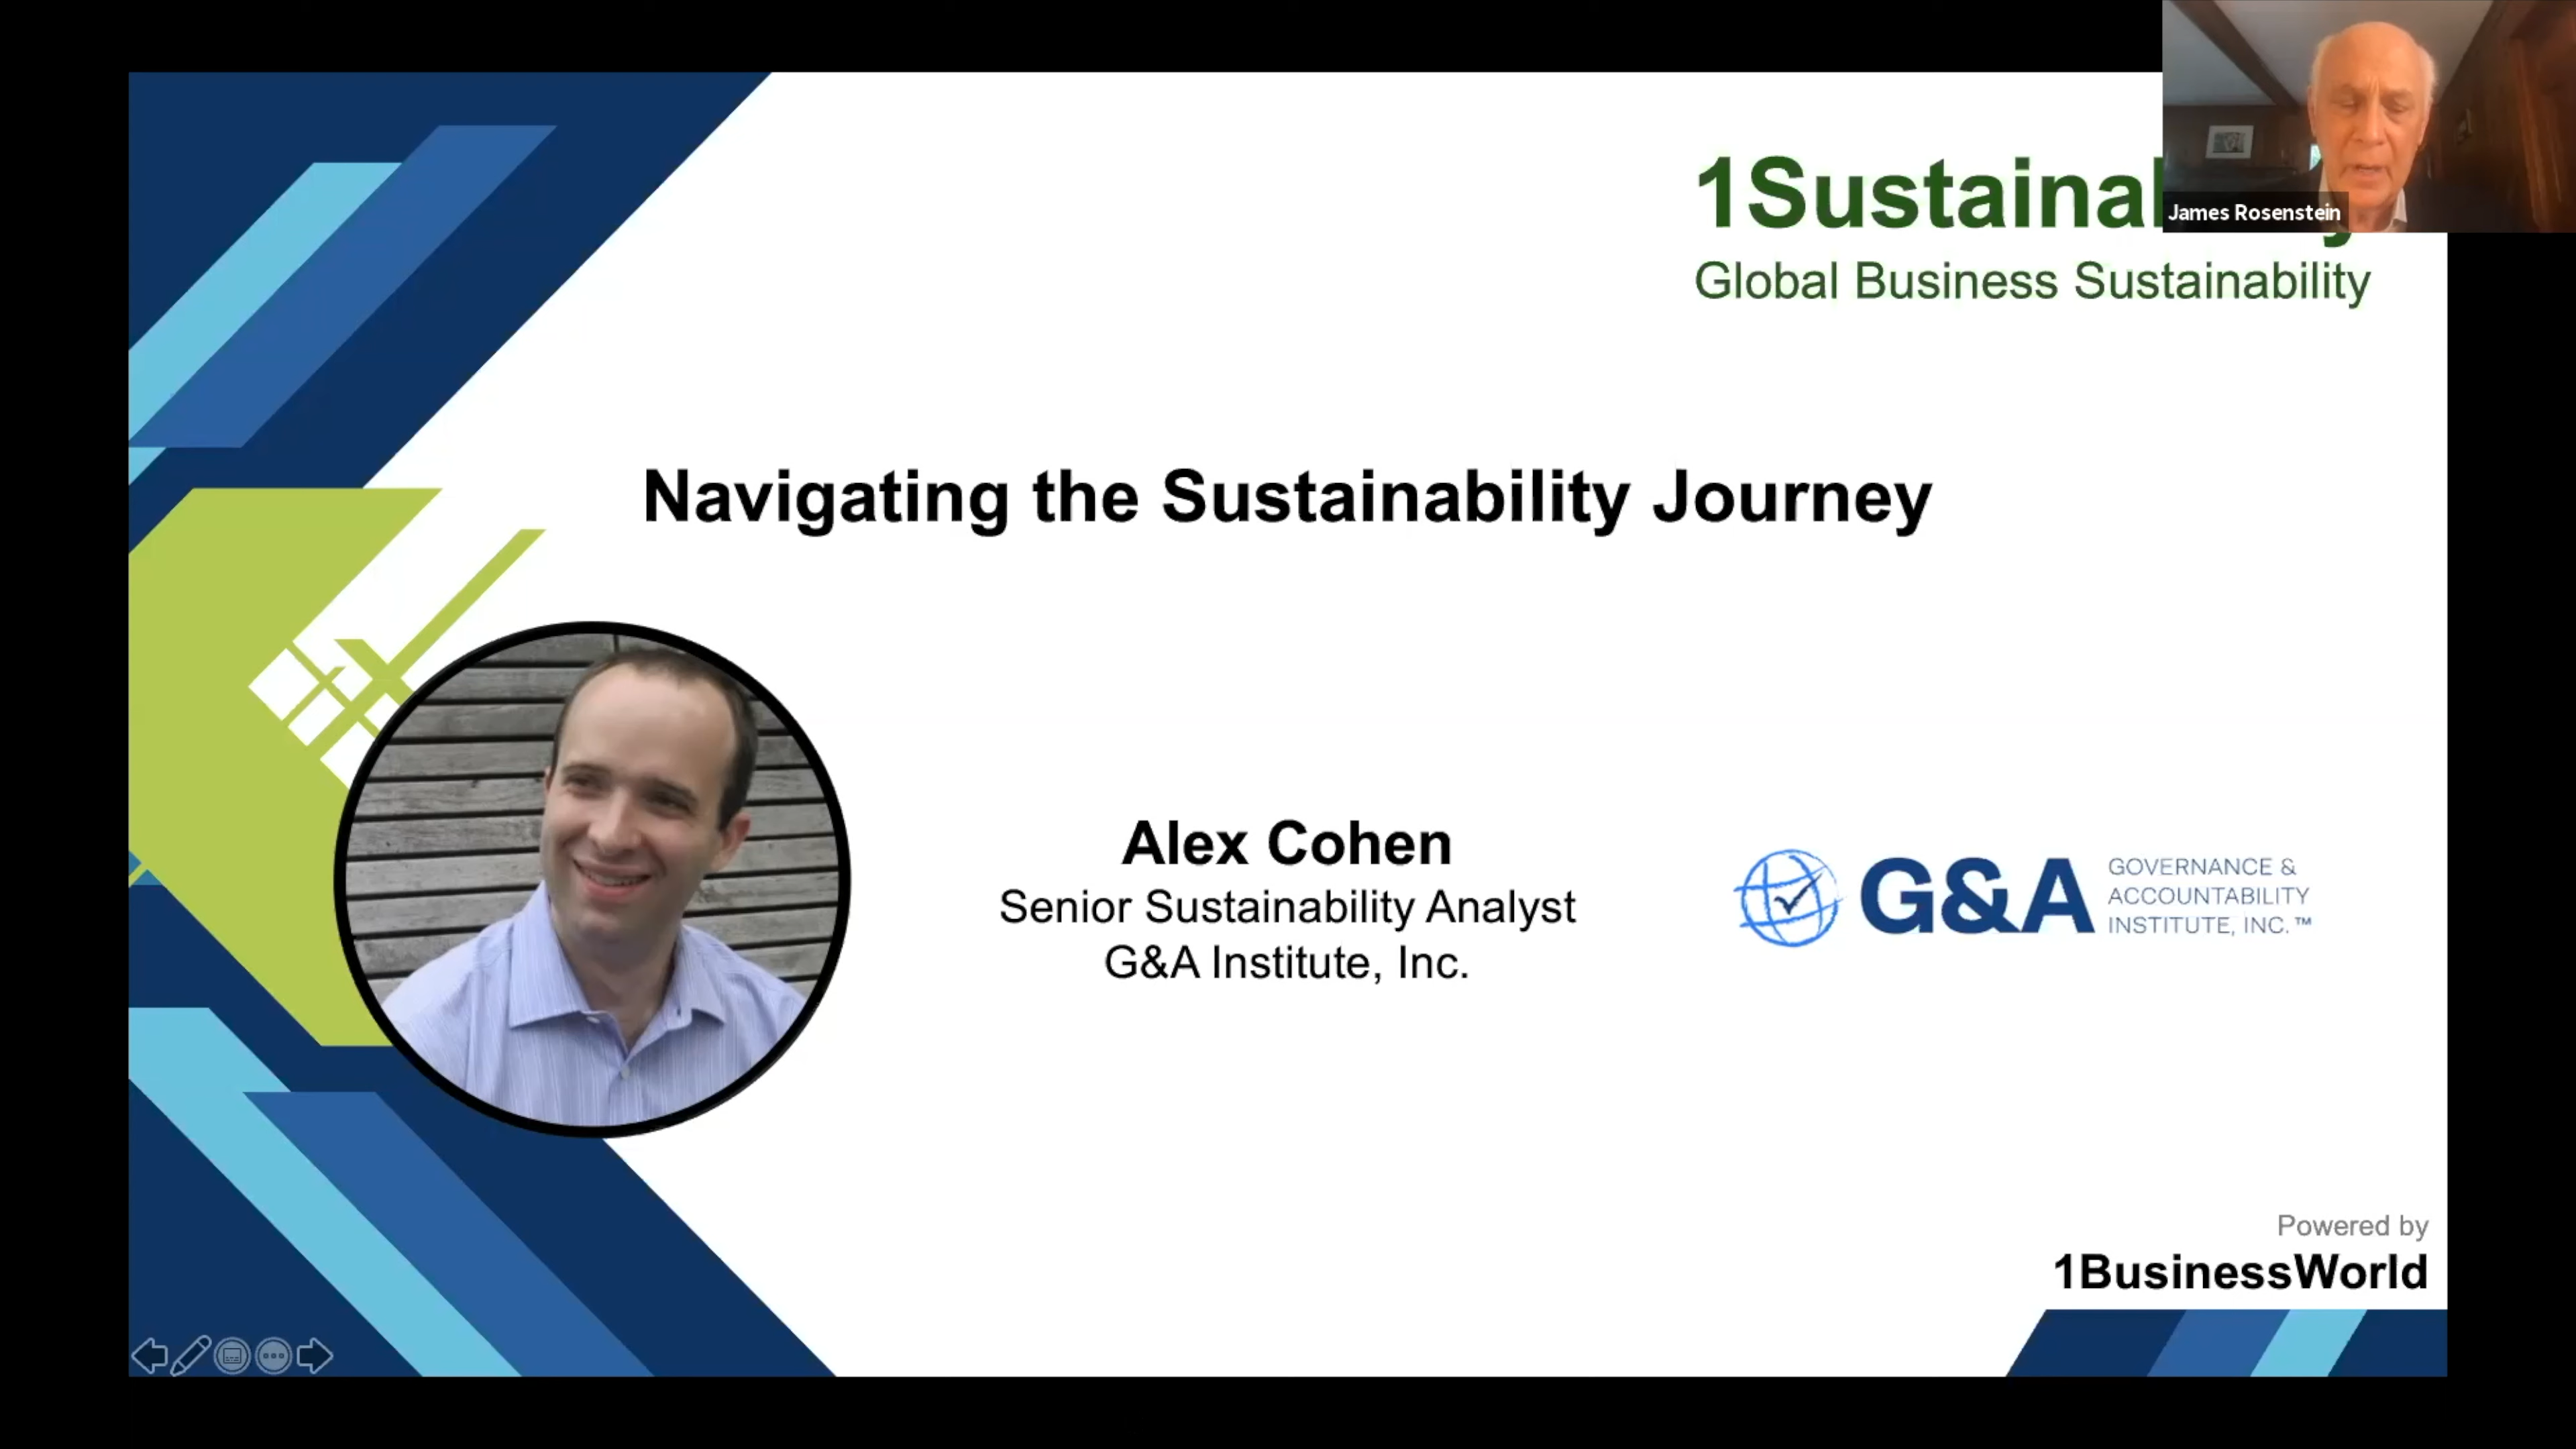 1Sustainab
James Rosenstein
Global Business Sustainability
Navigating the Sustainability Journey
Alex Cohen
Senior Sustainability Analyst
G&A Institute, Inc.
G&A
GOVERNANCE &
ACCOUNTABILITY
INSTITUTE, INC.™
Powered by
1BusinessWorld